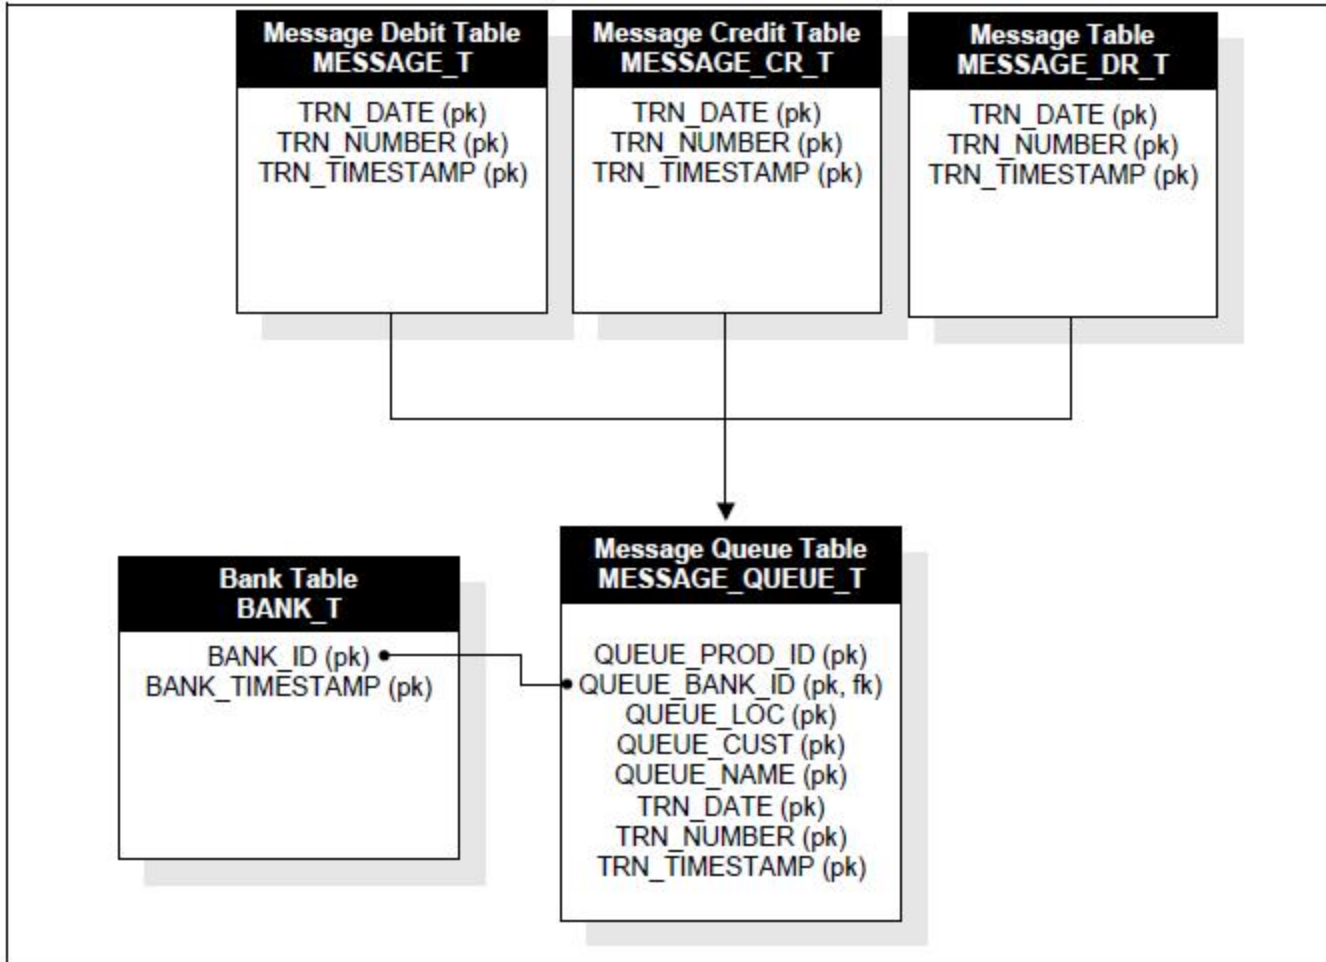 Message Debit Table
MESSAGE_T
TRN_DATE (pk)
TRN_NUMBER (pk)
TRN_TIMESTAMP (pk)
Message Credit Table
MESSAGE_CR_T
TRN_DATE (pk)
TRN_NUMBER (pk)
TRN_TIMESTAMP (pk)
Message Table
MESSAGE_DR_T
TRN_DATE (pk)
TRN_NUMBER (pk)
TRN_TIMESTAMP (pk)
Bank Table
BANK_T
BANK_ID (pk)
BANK_TIMESTAMP (pk)
Message Queue Table
MESSAGE_QUEUE_T
QUEUE_PROD_ID (pk)
QUEUE_BANK_ID (pk, fk)
QUEUE_LOC (pk)
QUEUE_CUST (pk)
QUEUE_NAME (pk)
TRN_DATE (pk)
TRN_NUMBER (pk)
TRN_TIMESTAMP (pk)